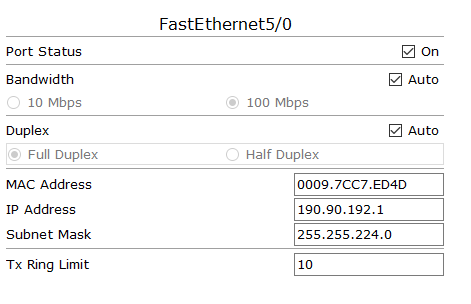 FastEthernet5/0
Port Status On
Bandwidth Auto
10 Mbps 100 Mbps
Duplex Auto
Full Duplex Half Duplex
MAC Address 0009.7CC7.ED4D
IP Address 190.90.192.1
Subnet Mask 255.255.224.0
Tx Ring Limit 10